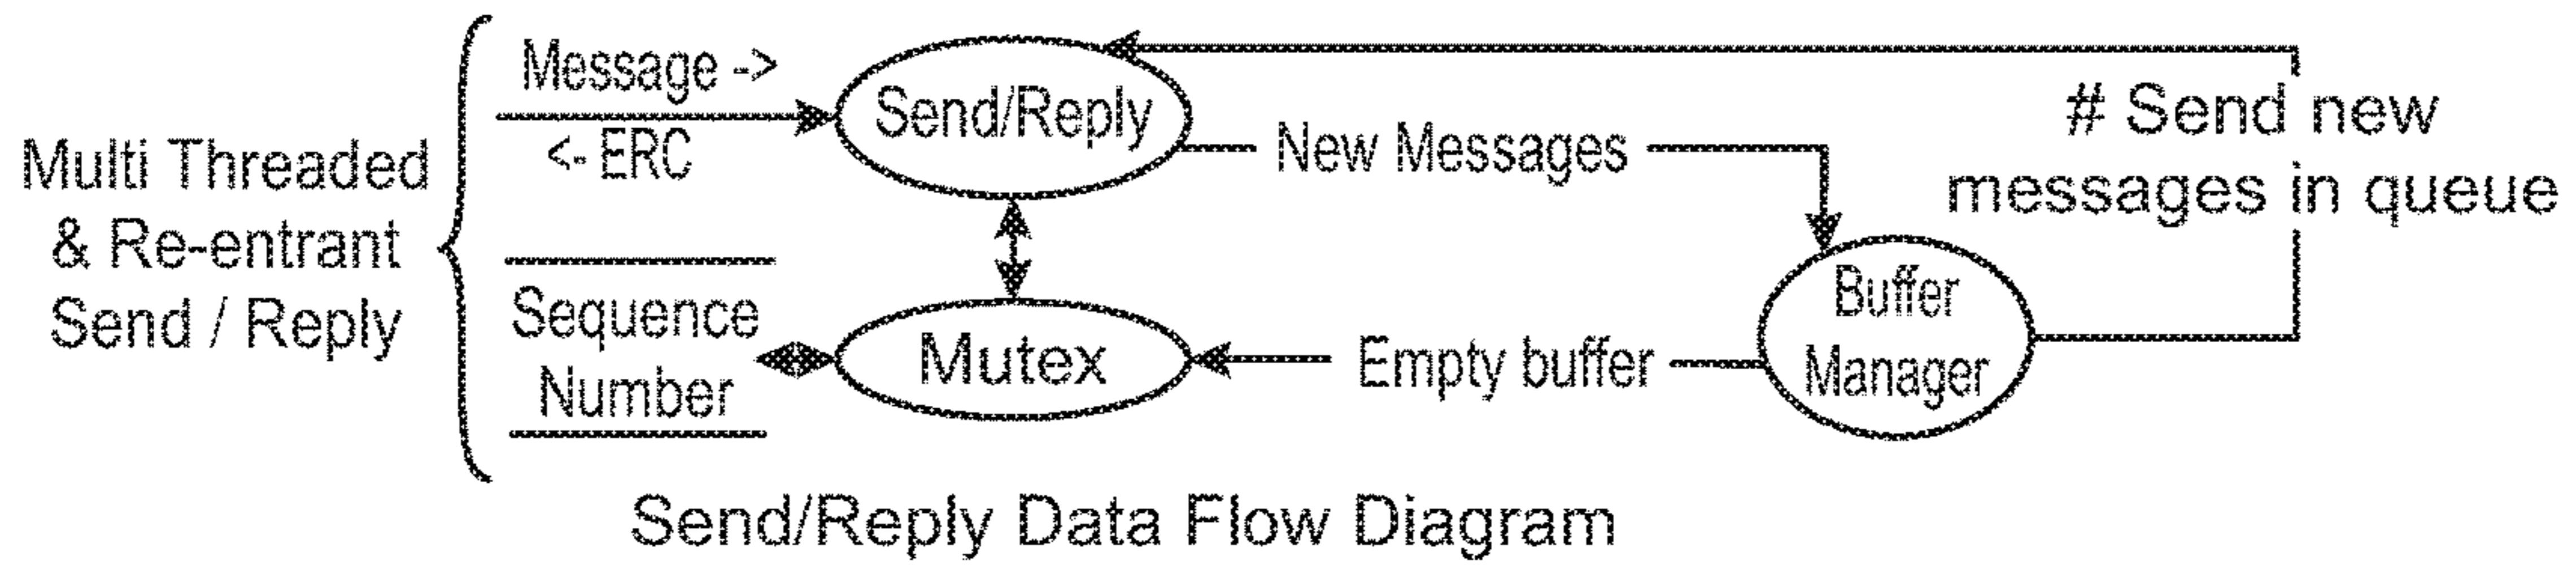 Multi Threaded
& Re-entrant
Send / Reply
Message ->
<- ERC
Sequence
Number
Send/Reply
Mutex
New Messages
Empty buffer
Buffer
Manager
# Send new
messages in queue
Send/Reply Data Flow Diagram